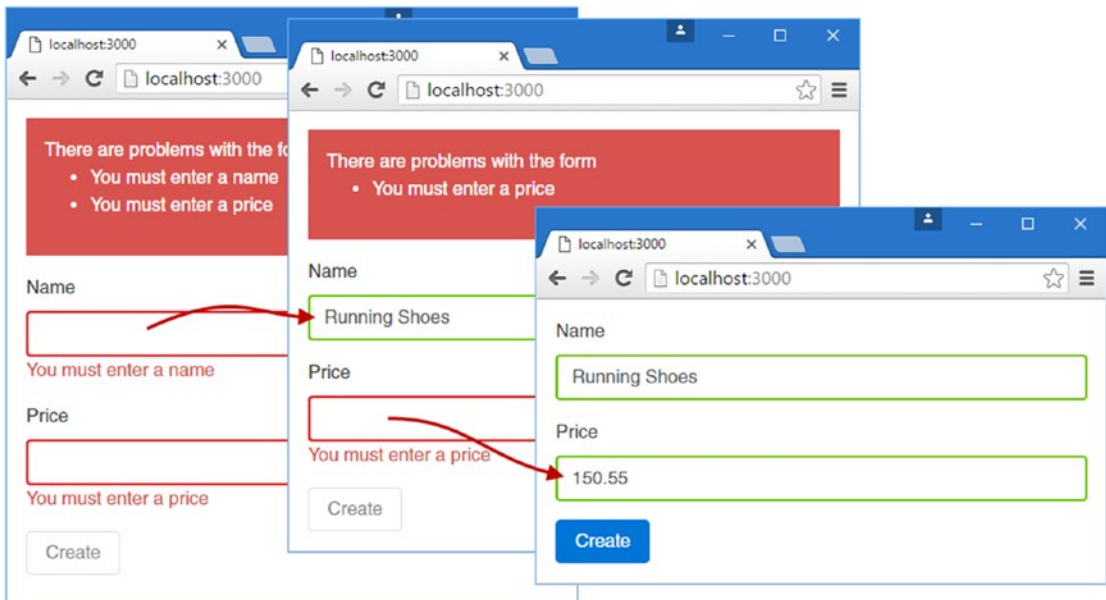 localhost:3000
localhost:3000
There are problems with the fo
• You must enter a name
• You must enter a price
Name
You must enter a name
Price
You must enter a price
Create
localhost:3000
localhost:3000
There are problems with the form
• You must enter a price
Name
Running Shoes
Price
You must enter a price
Create
localhost:3000
localhost:3000
Name
Running Shoes
Price
150.55
Create